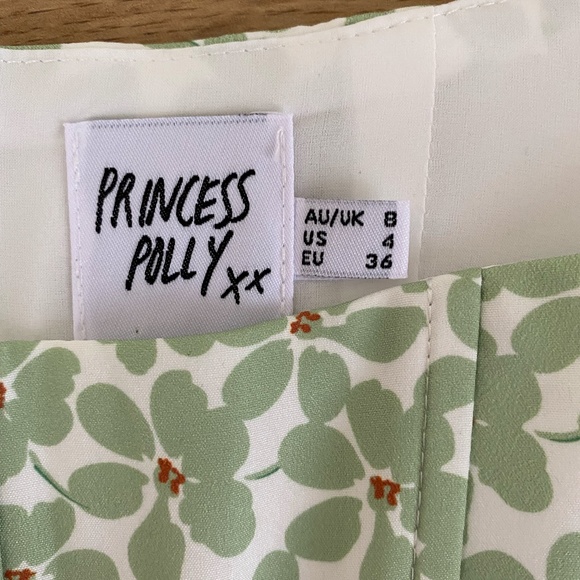 PRINCESS
POLLY xx
AU/UK 8
US 4
EU 36